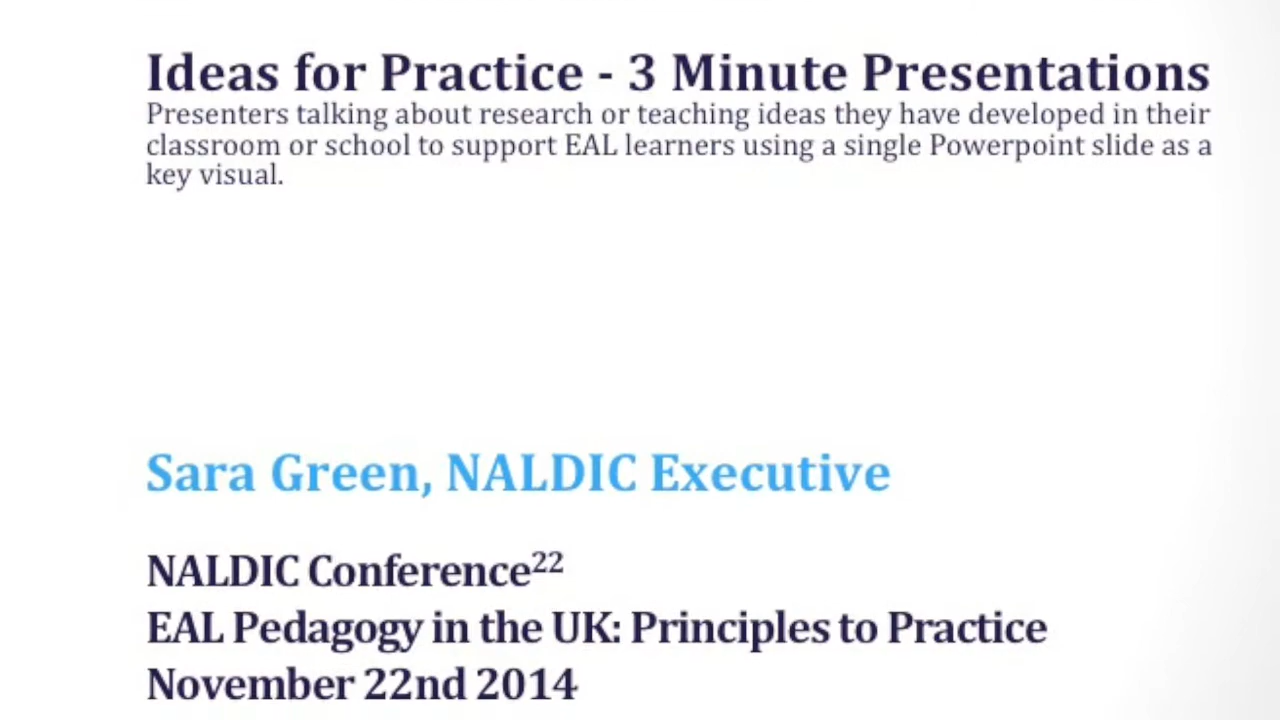 Ideas for Practice - 3 Minute Presentations
Presenters talking about research or teaching ideas they have developed in their
classroom or school to support EAL learners using a single Powerpoint slide as a
key visual.
Sara Green, NALDIC Executive
NALDIC Conference²²
EAL Pedagogy in the UK: Principles to Practice
November 22nd 2014